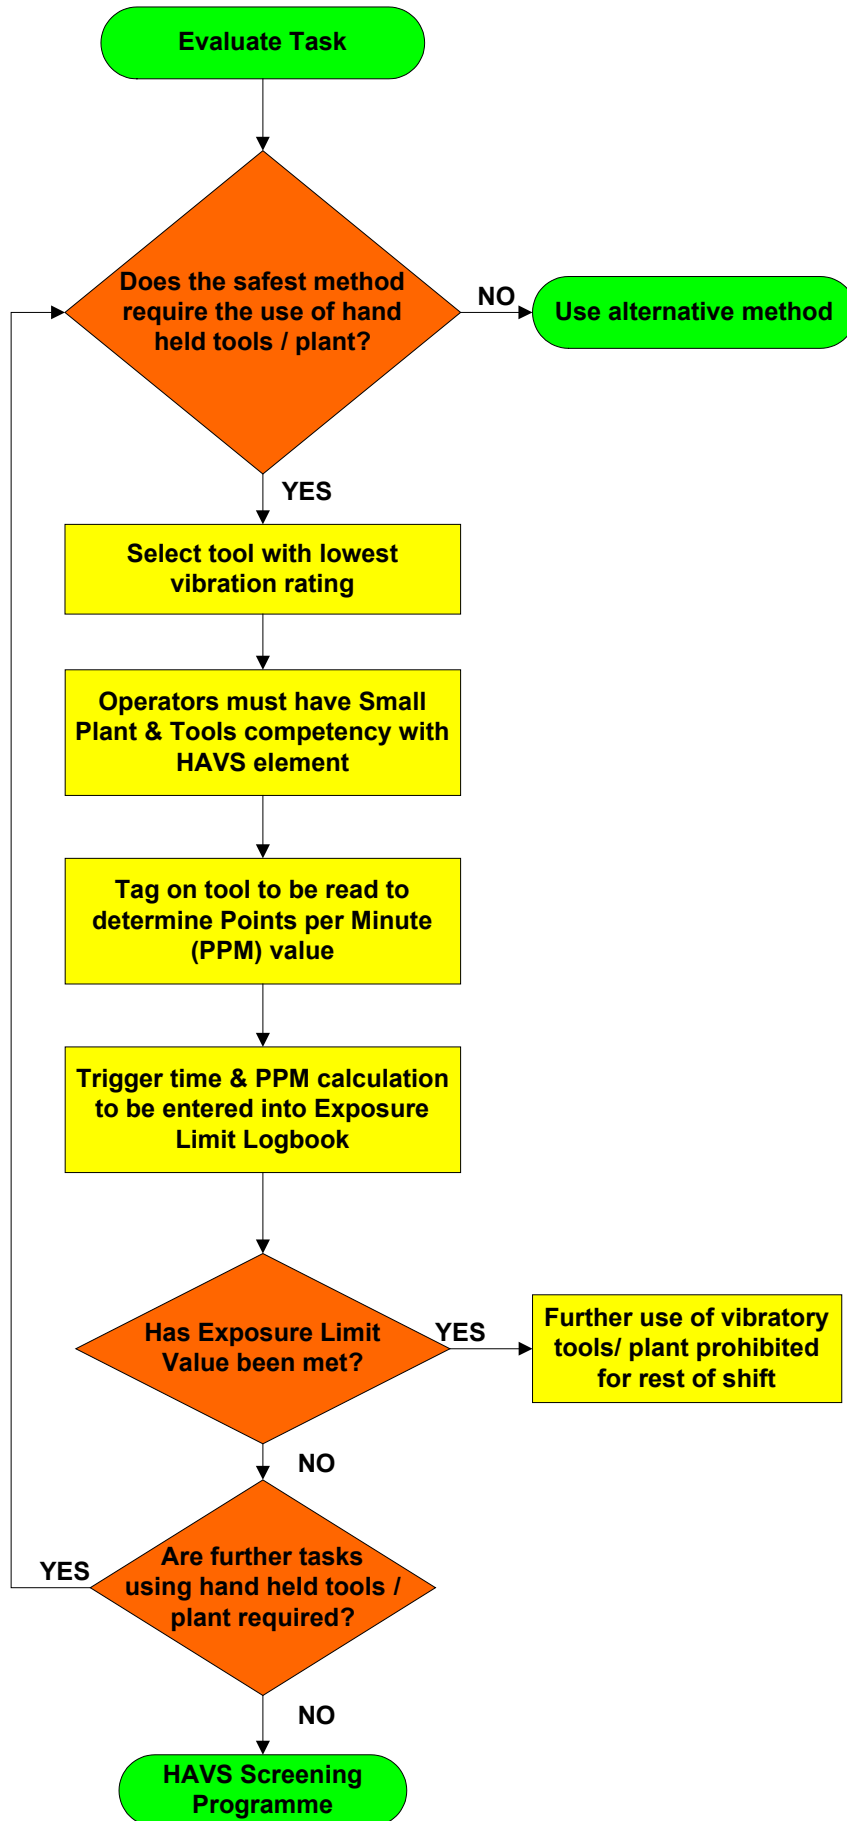 Evaluate Task
Does the safest method
require the use of hand
held tools / plant?
NO
Use alternative method
YES
Select tool with lowest
vibration rating
Operators must have Small
Plant & Tools competency with
HAVS element
Tag on tool to be read to
determine Points per Minute
(PPM) value
Trigger time & PPM calculation
to be entered into Exposure
Limit Logbook
Has Exposure Limit
Value been met?
YES
Further use of vibratory
tools/ plant prohibited
for rest of shift
NO
Are further tasks
using hand held tools /
plant required?
YES
NO
HAVS Screening
Programme